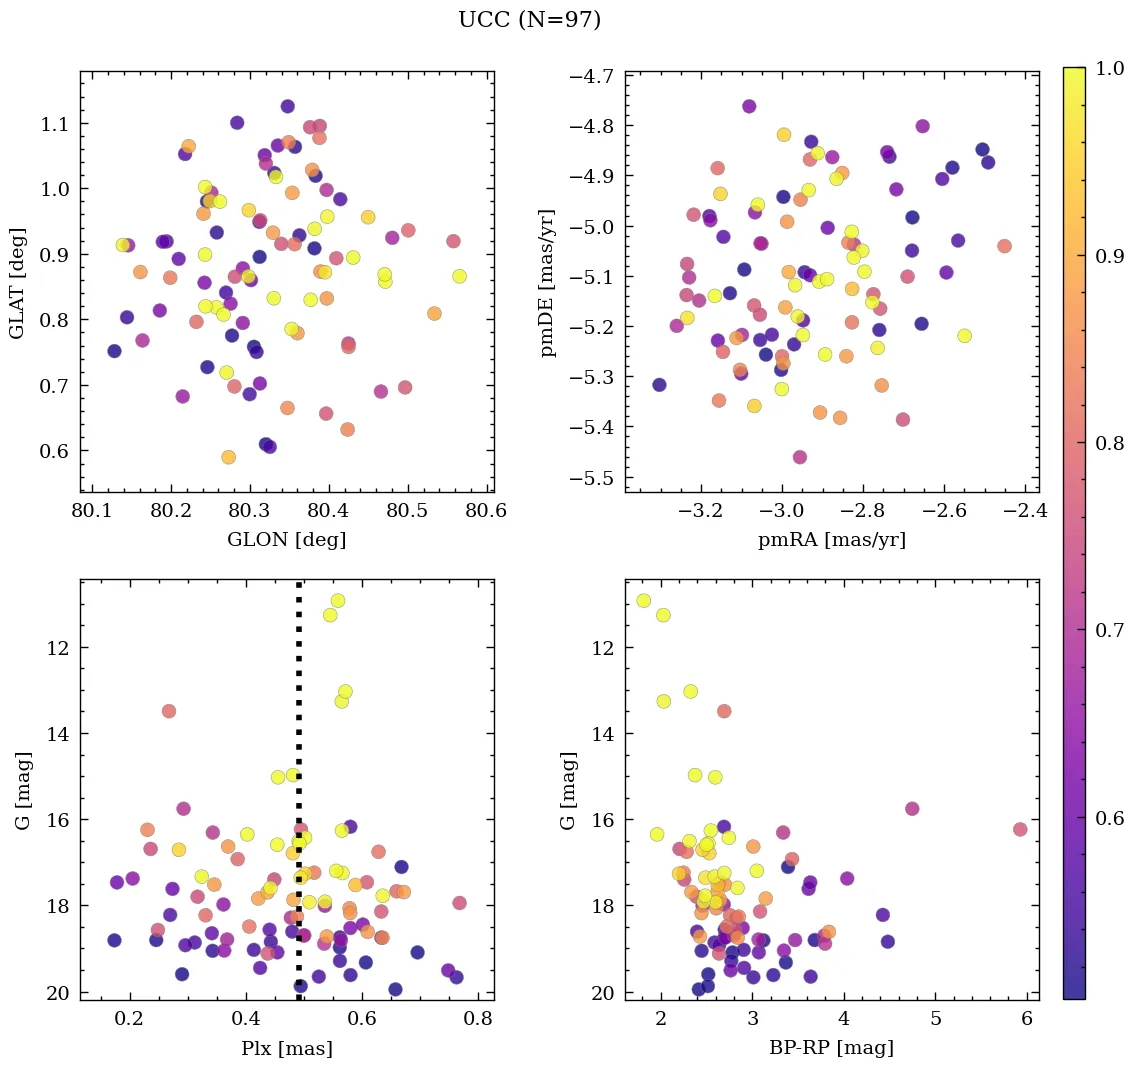 UCC (N=97)
1.1
1.0
0.9
0.8
0.7
0.6
GLAT [deg]
80.1 80.2 80.3 80.4 80.5 80.6
GLON [deg]
−4.7
−4.8
−4.9
−5.0
−5.1
−5.2
−5.3
−5.4
−5.5
pmDE [mas/yr]
−3.2 −3.0 −2.8 −2.6 −2.4
pmRA [mas/yr]
12
14
16
18
20
G [mag]
0.2 0.4 0.6 0.8
Plx [mas]
12
14
16
18
20
G [mag]
2 3 4 5 6
BP-RP [mag]
1.0
0.9
0.8
0.7
0.6